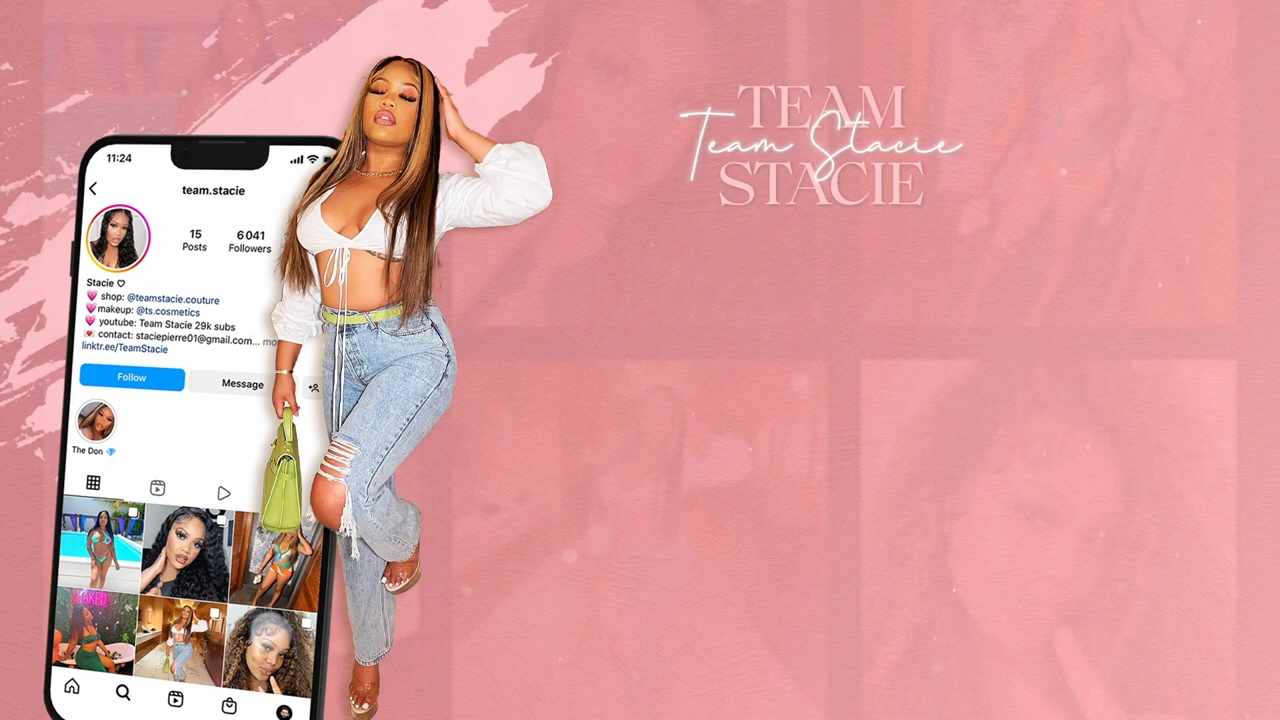 11:24
team.stacie
15
Posts
6 041
Followers
Stacie ♡
💗 shop: @teamstacie.couture
💗 makeup: @ts.cosmetics
💗 youtube: Team Stacie 29k subs
💌 contact: staciepierre01@gmail.com... mo
linktr.ee/TeamStacie
Follow
Message
The Don 💎
NAKED
TEAM
Team Stacie
STACIE